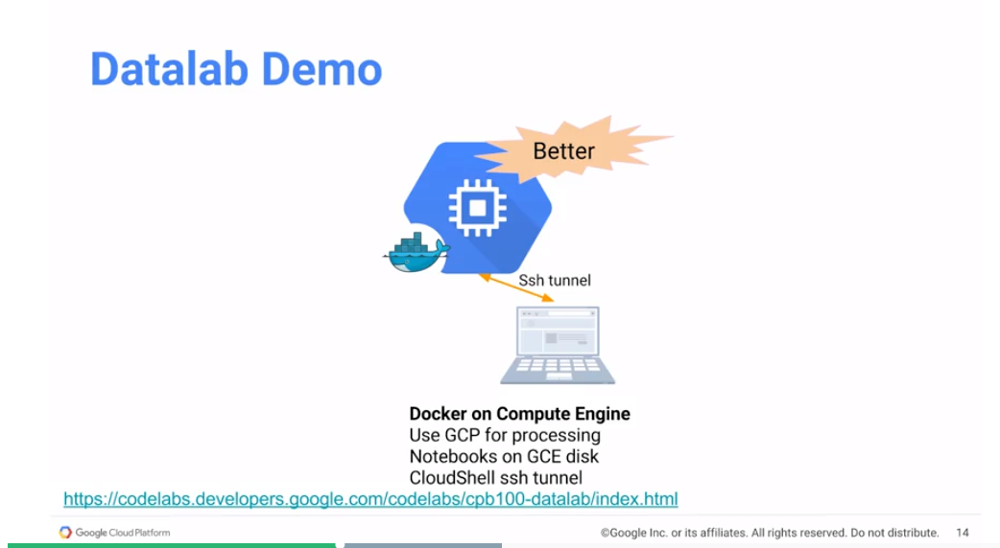 Datalab Demo
Better
Ssh tunnel
Docker on Compute Engine
Use GCP for processing
Notebooks on GCE disk
CloudShell ssh tunnel
https://codelabs.developers.google.com/codelabs/cpb100-datalab/index.html
Google Cloud Platform
©Google Inc. or its affiliates. All rights reserved. Do not distribute. 14